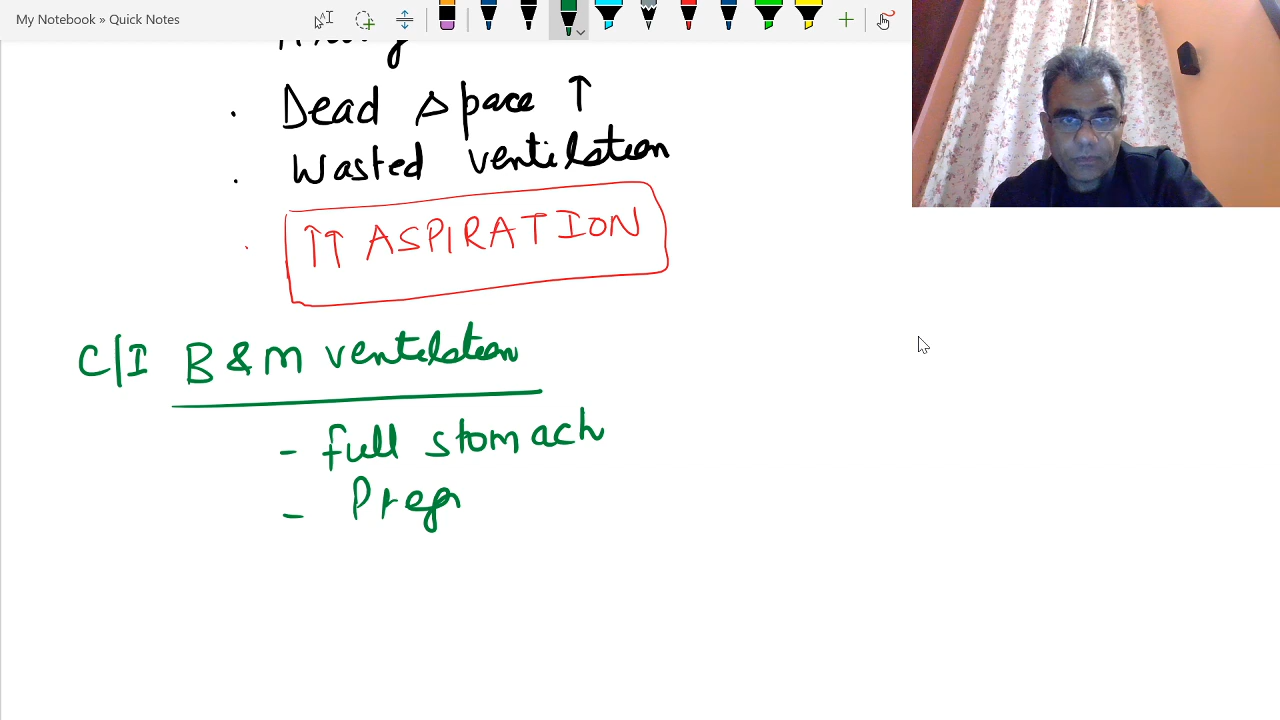 My Notebook » Quick Notes
. Dead space ↑
. Wasted ventilation
. ↑↑ ASPIRATION
C/I B & M ventilation
- full stomach
- Preg